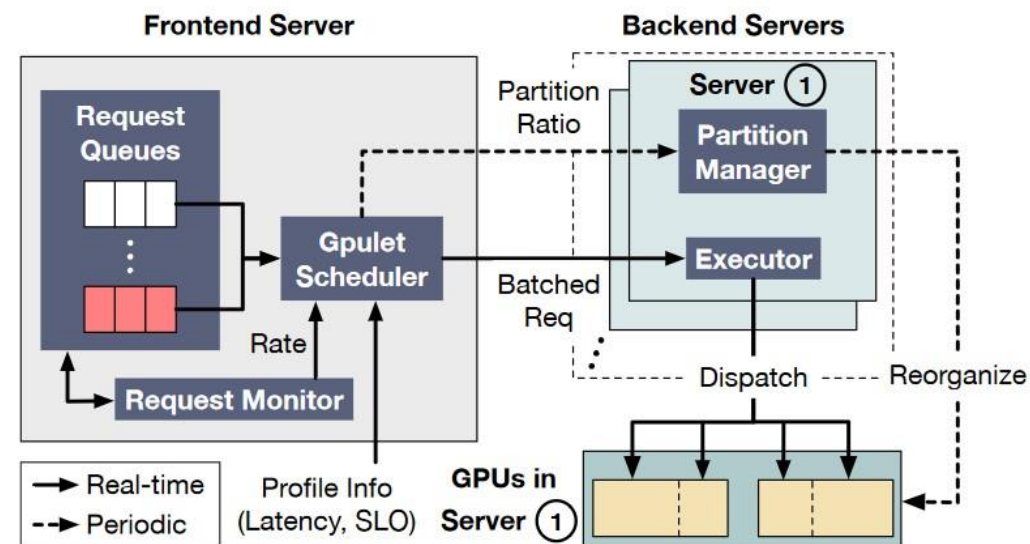 Frontend Server
Backend Servers
Request
Queues
Gpulet
Scheduler
Rate
Request Monitor
Partition
Ratio
Batched
Req
Server 1
Partition
Manager
Executor
Dispatch
Reorganize
Real-time
Periodic
Profile Info
(Latency, SLO)
GPUs in
Server 1